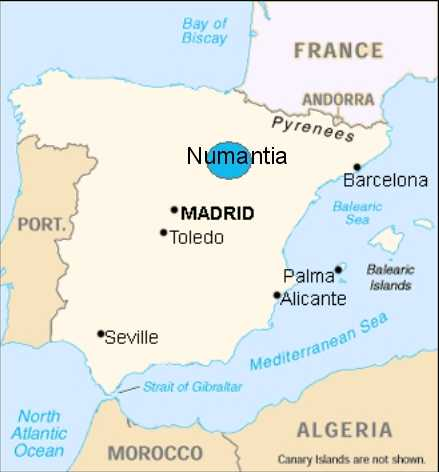 Bay of
Biscay
FRANCE
ANDORRA
Pyrenees
Numantia
Barcelona
Balearic
Sea
MADRID
PORT.
Toledo
Palma
Balearic
Islands
Alicante
Seville
Mediterranean Sea
Strait of Gibraltar
North
Atlantic
Ocean
MOROCCO
ALGERIA
Canary Islands are not shown.